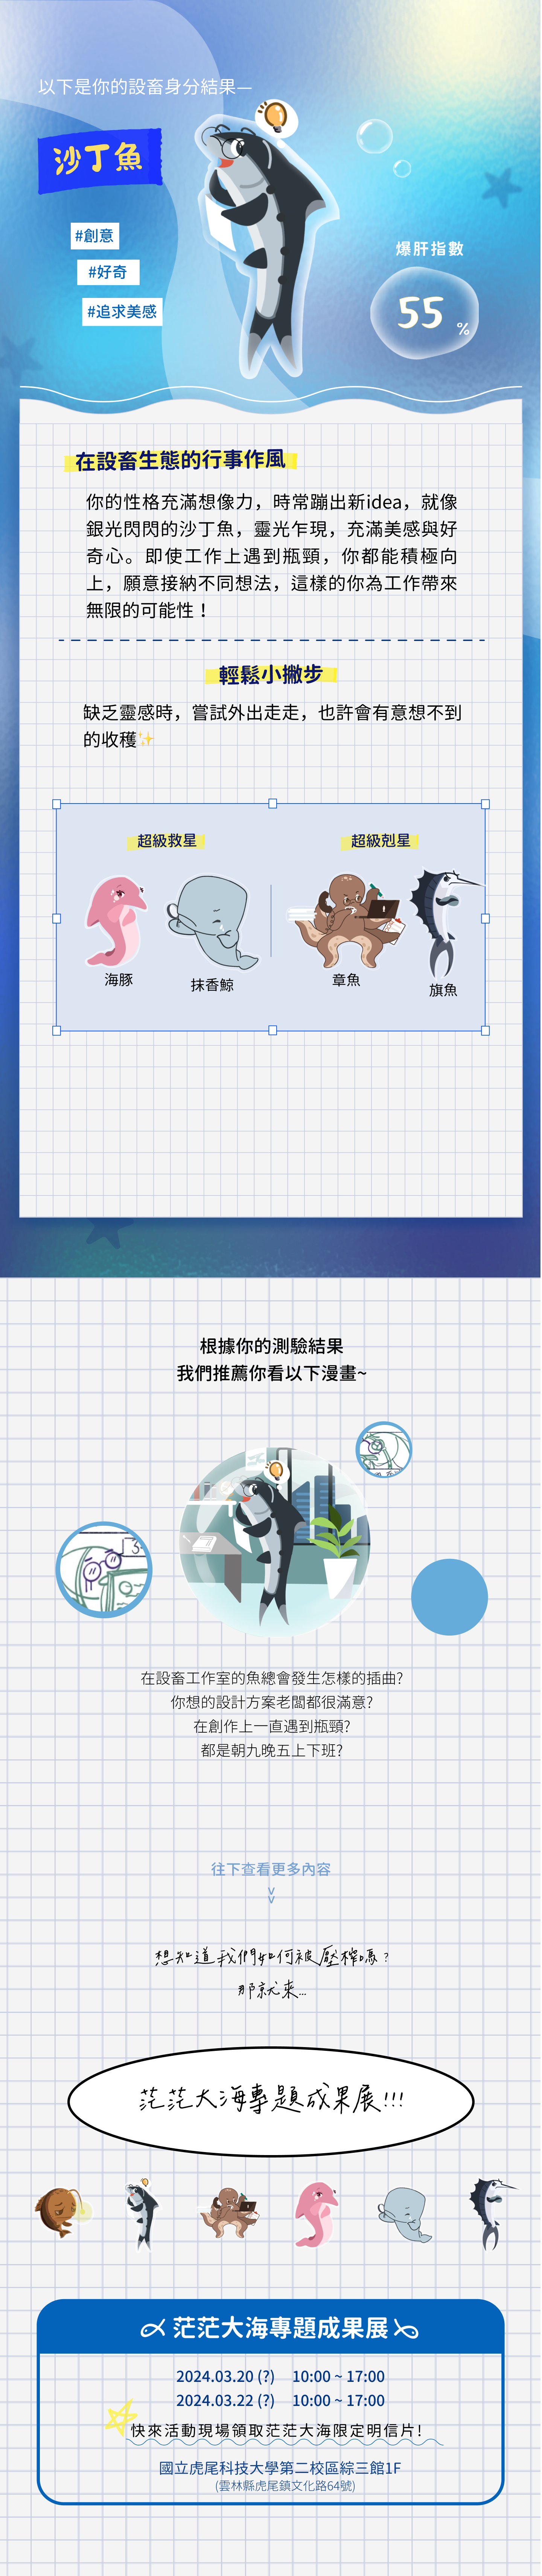 以下是你的設畜身分結果—
沙丁魚
#創意
#好奇
#追求美感
爆肝指數
55 %
在設畜生態的行事作風
你的性格充滿想像力，時常蹦出新idea，就像
銀光閃閃的沙丁魚，靈光乍現，充滿美感與好
奇心。即使工作上遇到瓶頸，你都能積極向
上，願意接納不同想法，這樣的你為工作帶來
無限的可能性！
輕鬆小撇步
缺乏靈感時，嘗試外出走走，也許會有意想不到
的收穫✨
超級救星
超級剋星
海豚
抹香鯨
章魚
旗魚
根據你的測驗結果
我們推薦你看以下漫畫~
在設畜工作室的魚總會發生怎樣的插曲?
你想的設計方案老闆都很滿意?
在創作上一直遇到瓶頸?
都是朝九晚五上下班?
往下查看更多內容
想知道我們如何被壓榨嗎?
那就來...
茫茫大海專題成果展!!!
茫茫大海專題成果展
2024.03.20 (?) 10:00 ~ 17:00
2024.03.22 (?) 10:00 ~ 17:00
快來活動現場領取茫茫大海限定明信片!
國立虎尾科技大學第二校區綜三館1F
(雲林縣虎尾鎮文化路64號)